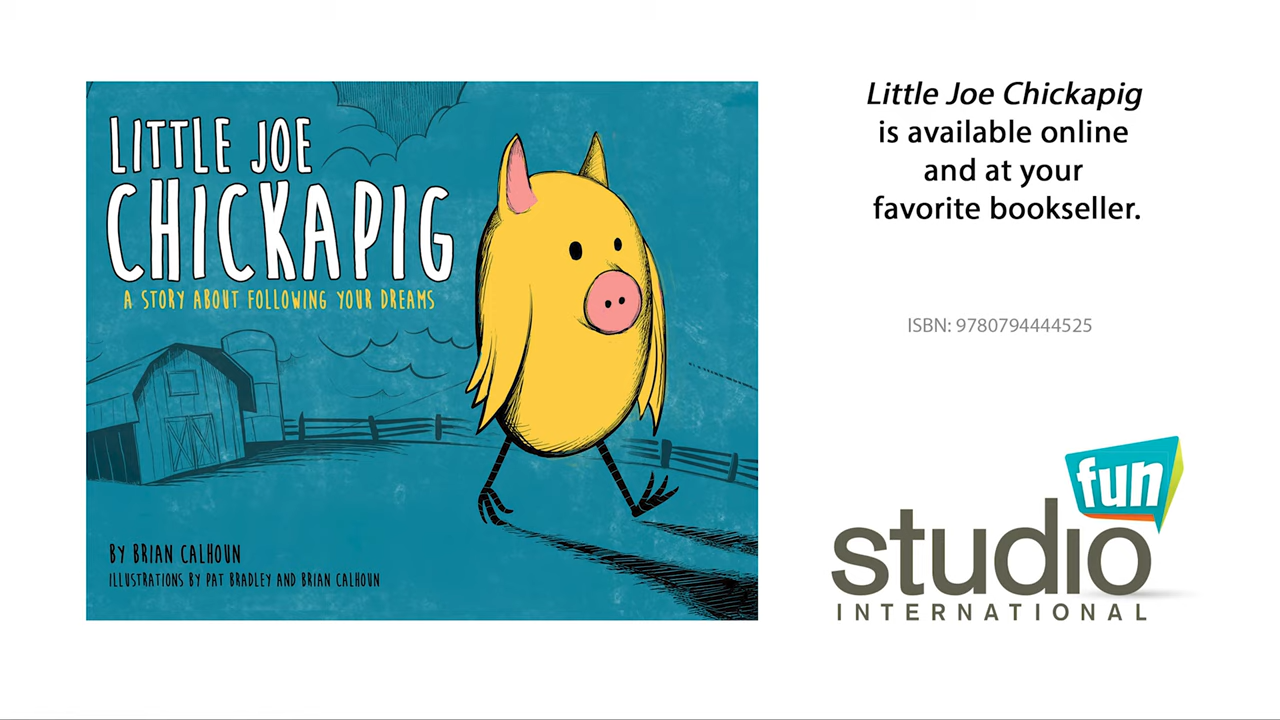 LITTLE JOE
CHICKAPIG
A STORY ABOUT FOLLOWING YOUR DREAMS
BY BRIAN CALHOUN
ILLUSTRATIONS BY PAT BRADLEY AND BRIAN CALHOUN
Little Joe Chickapig
is available online
and at your
favorite bookseller.
ISBN: 9780794444525
fun
studio
INTERNATIONAL